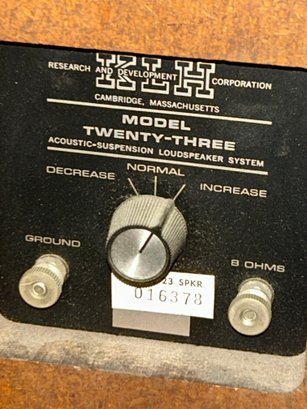 KLH
RESEARCH AND DEVELOPMENT CORPORATION
CAMBRIDGE, MASSACHUSETTS
MODEL
TWENTY-THREE
ACOUSTIC-SUSPENSION LOUDSPEAKER SYSTEM
DECREASE NORMAL INCREASE
GROUND 8 OHMS
23 SPKR
016378